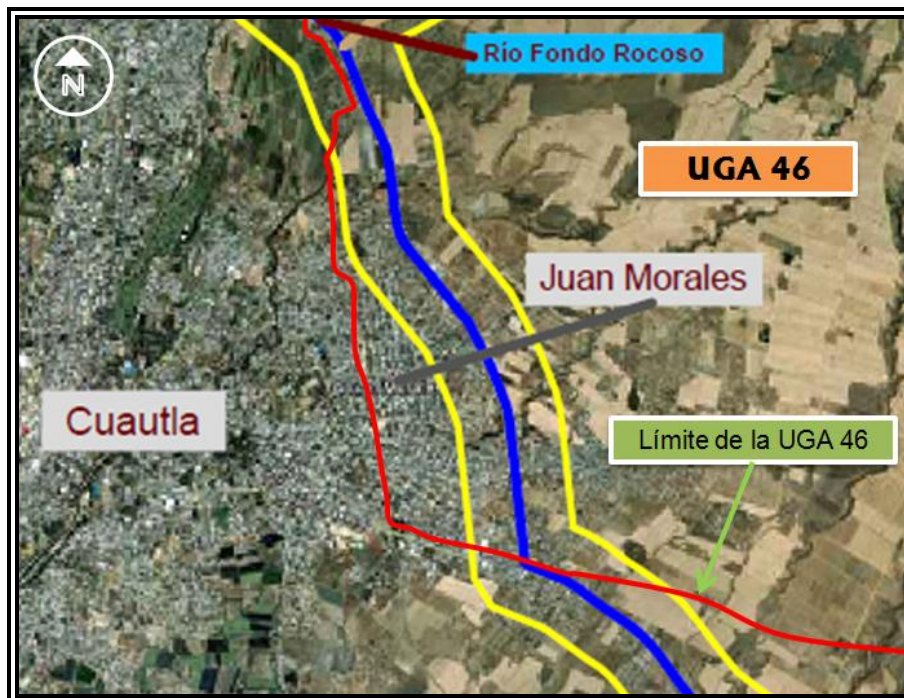 N
Río Fondo Rocoso
UGA 46
Juan Morales
Cuautla
Límite de la UGA 46